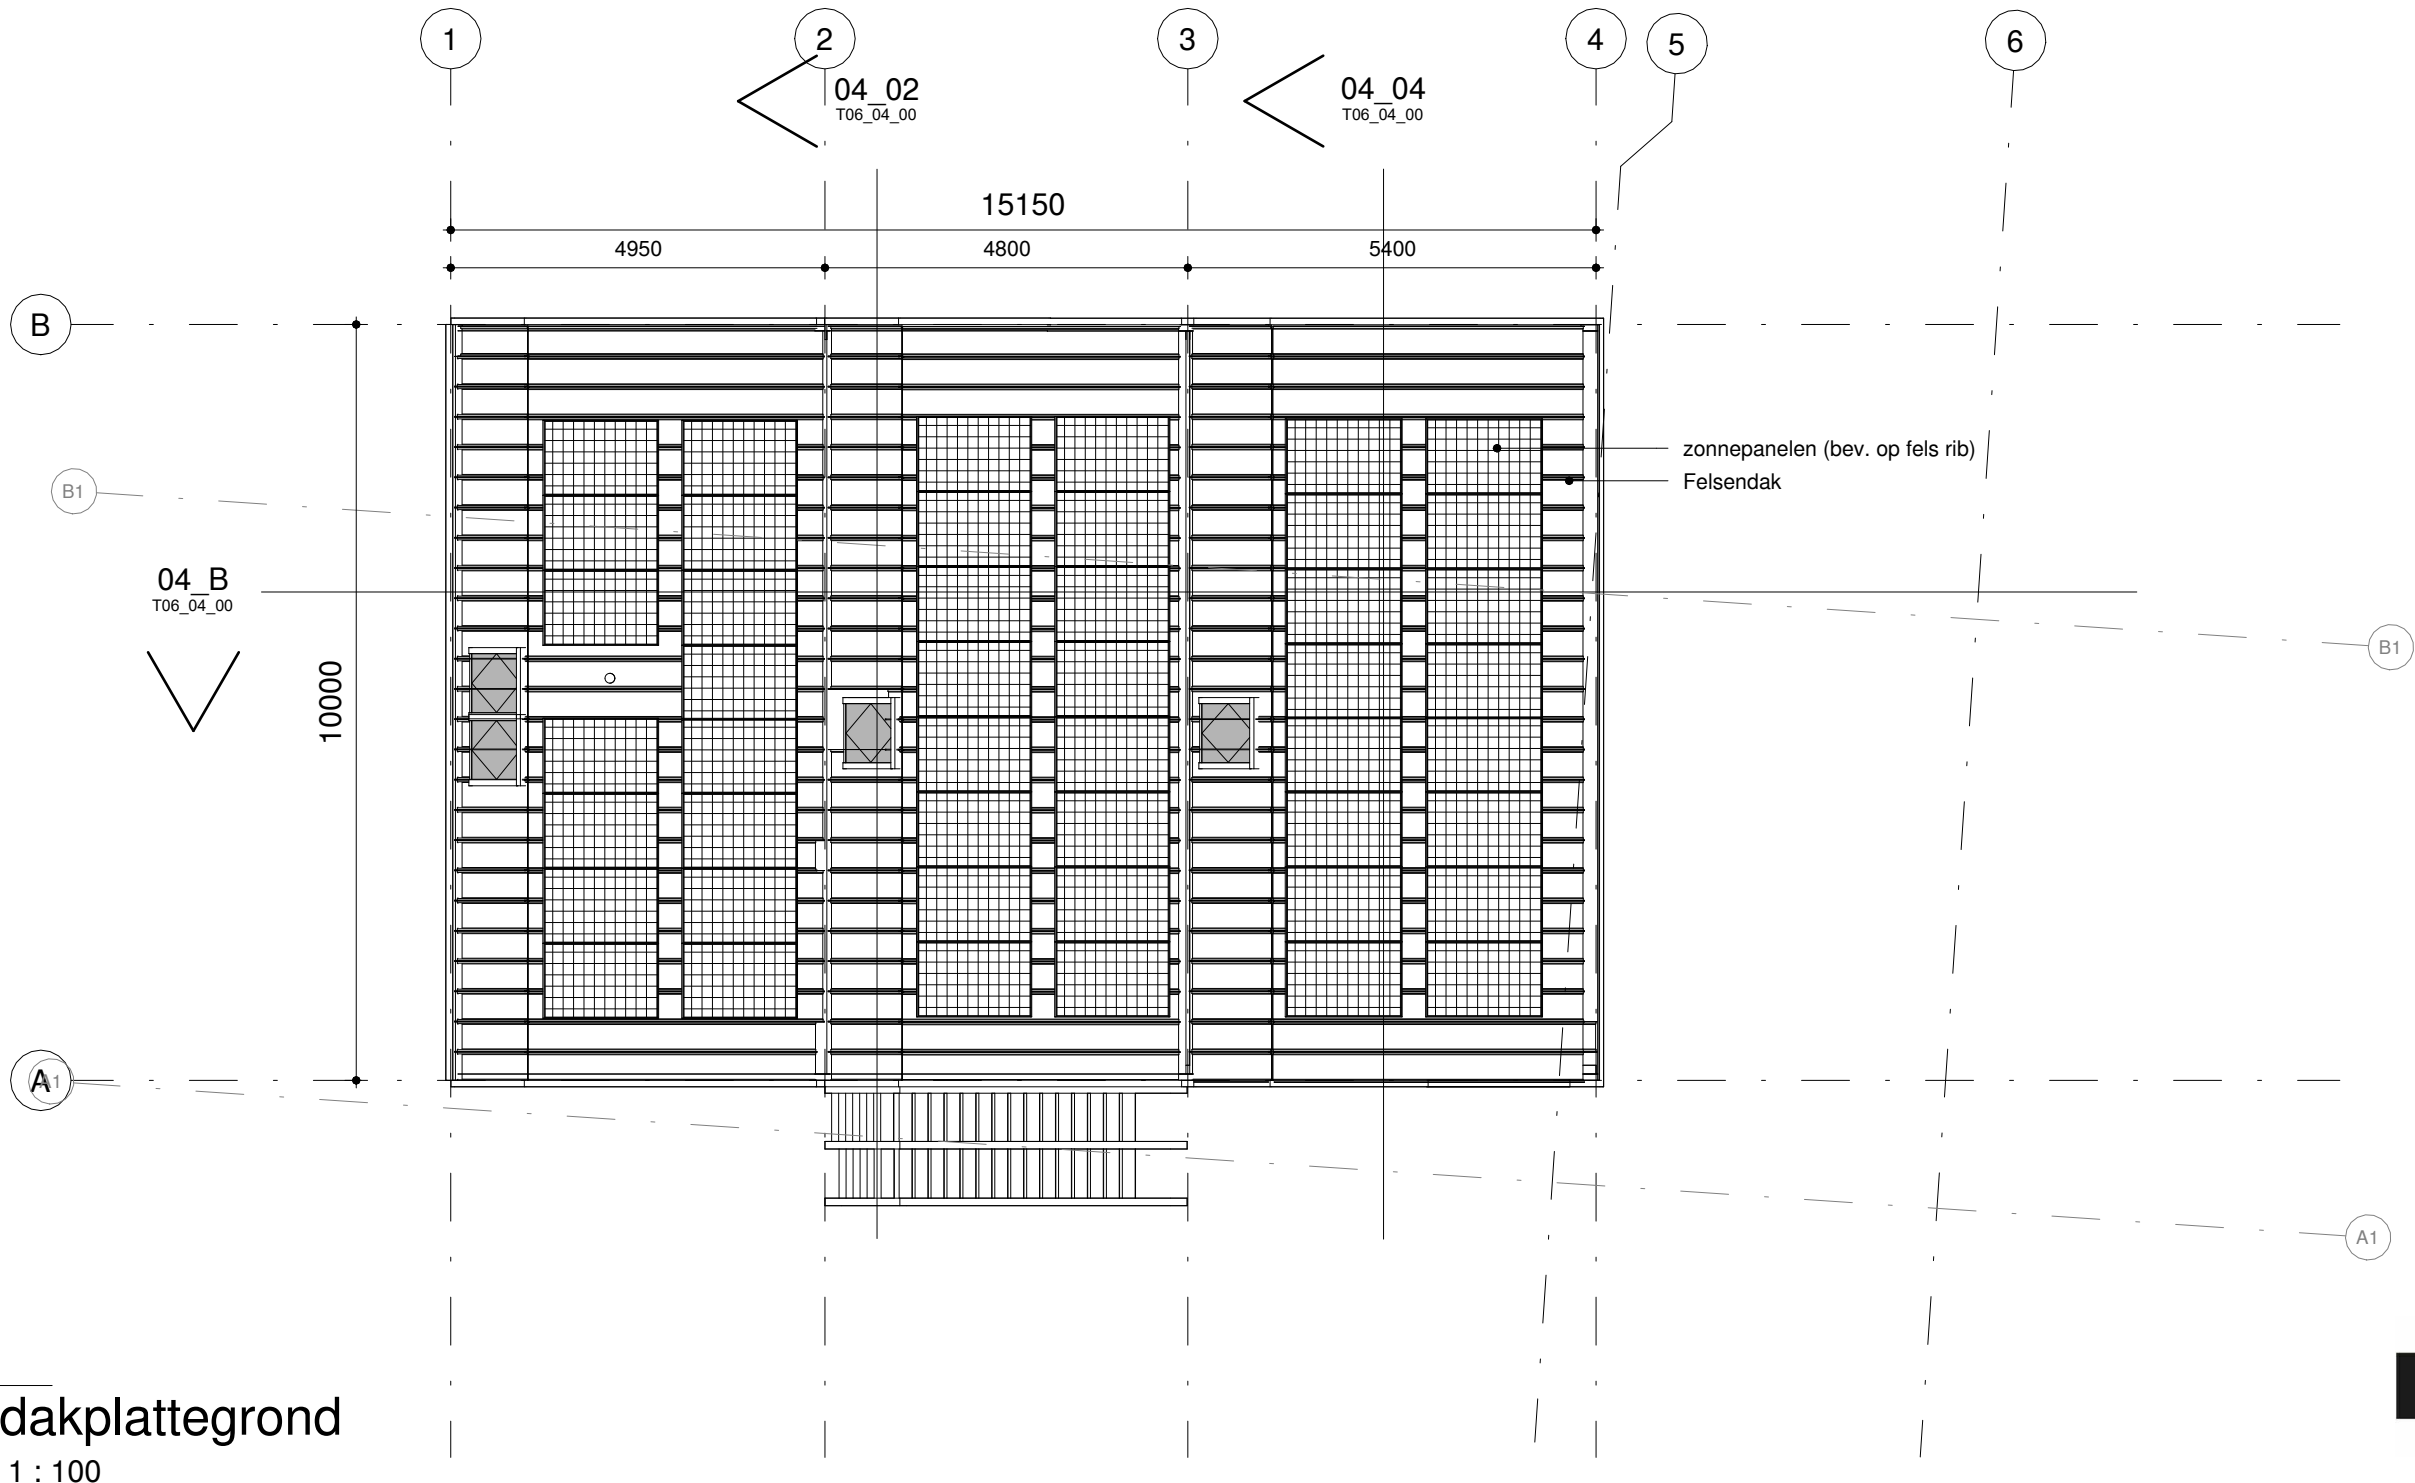 1
2
3
4
5
6
04_02
T06_04_00
04_04
T06_04_00
15150
4950
4800
5400
B
zonnepanelen (bev. op fels rib)
Felsendak
B1
04_B
T06_04_00
B1
10000
A
A1
A1
dakplattegrond
1 : 100